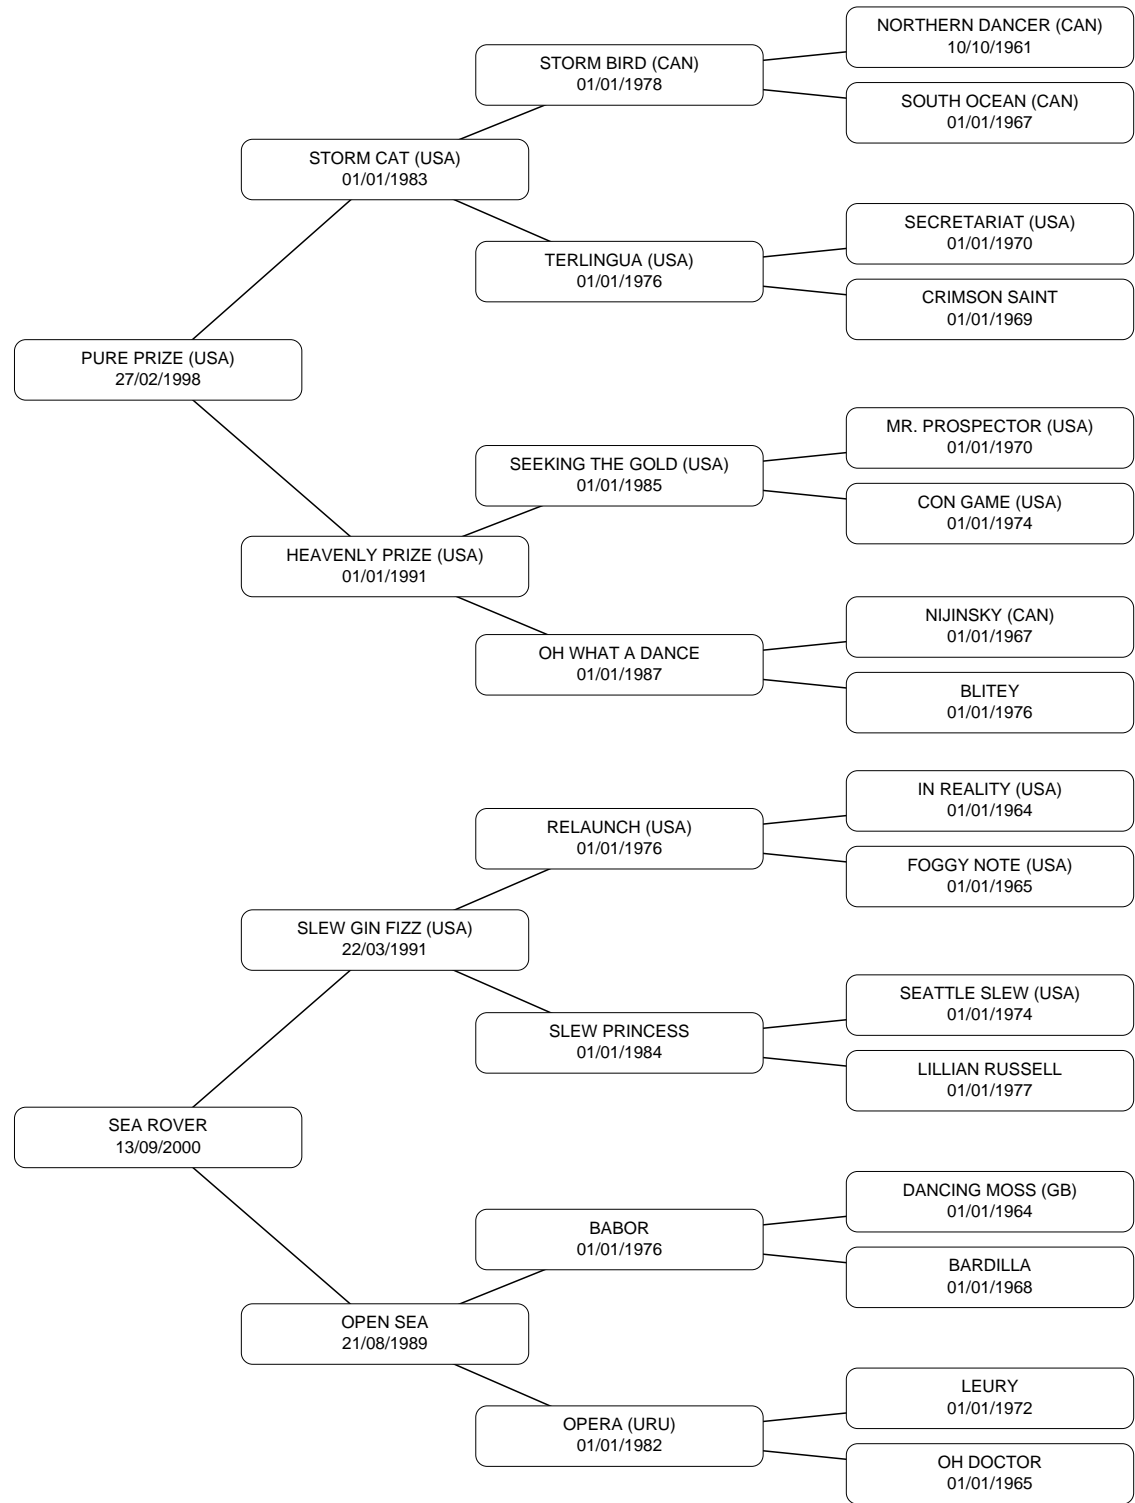 NORTHERN DANCER (CAN)
10/10/1961
STORM BIRD (CAN)
01/01/1978
SOUTH OCEAN (CAN)
01/01/1967
STORM CAT (USA)
01/01/1983
SECRETARIAT (USA)
01/01/1970
TERLINGUA (USA)
01/01/1976
CRIMSON SAINT
01/01/1969
PURE PRIZE (USA)
27/02/1998
MR. PROSPECTOR (USA)
01/01/1970
SEEKING THE GOLD (USA)
01/01/1985
CON GAME (USA)
01/01/1974
HEAVENLY PRIZE (USA)
01/01/1991
NIJINSKY (CAN)
01/01/1967
OH WHAT A DANCE
01/01/1987
BLITEY
01/01/1976
IN REALITY (USA)
01/01/1964
RELAUNCH (USA)
01/01/1976
FOGGY NOTE (USA)
01/01/1965
SLEW GIN FIZZ (USA)
22/03/1991
SEATTLE SLEW (USA)
01/01/1974
SLEW PRINCESS
01/01/1984
LILLIAN RUSSELL
01/01/1977
SEA ROVER
13/09/2000
DANCING MOSS (GB)
01/01/1964
BABOR
01/01/1976
BARDILLA
01/01/1968
OPEN SEA
21/08/1989
LEURY
01/01/1972
OPERA (URU)
01/01/1982
OH DOCTOR
01/01/1965